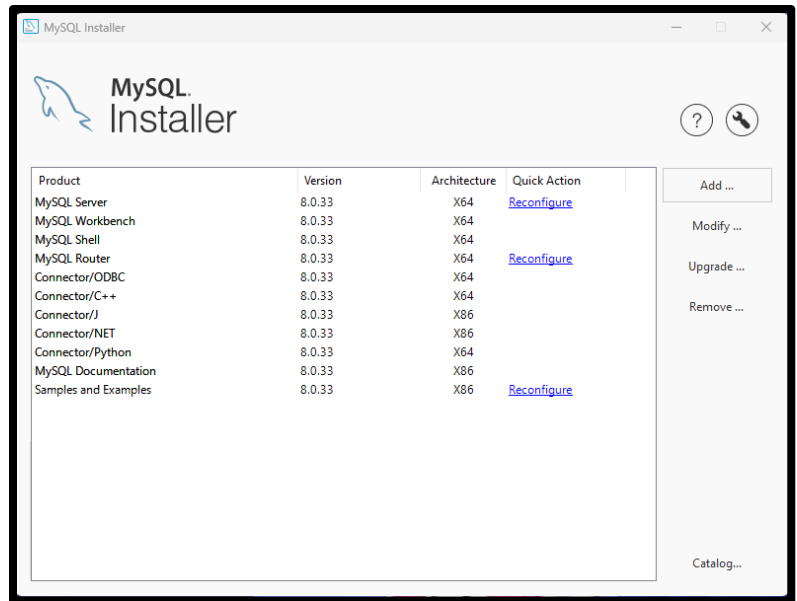 MySQL Installer
MySQL.
Installer
?
Product Version Architecture Quick Action
MySQL Server 8.0.33 X64 Reconfigure
MySQL Workbench 8.0.33 X64
MySQL Shell 8.0.33 X64
MySQL Router 8.0.33 X64 Reconfigure
Connector/ODBC 8.0.33 X64
Connector/C++ 8.0.33 X64
Connector/J 8.0.33 X86
Connector/NET 8.0.33 X86
Connector/Python 8.0.33 X64
MySQL Documentation 8.0.33 X86
Samples and Examples 8.0.33 X86 Reconfigure
Add ...
Modify ...
Upgrade ...
Remove ...
Catalog...